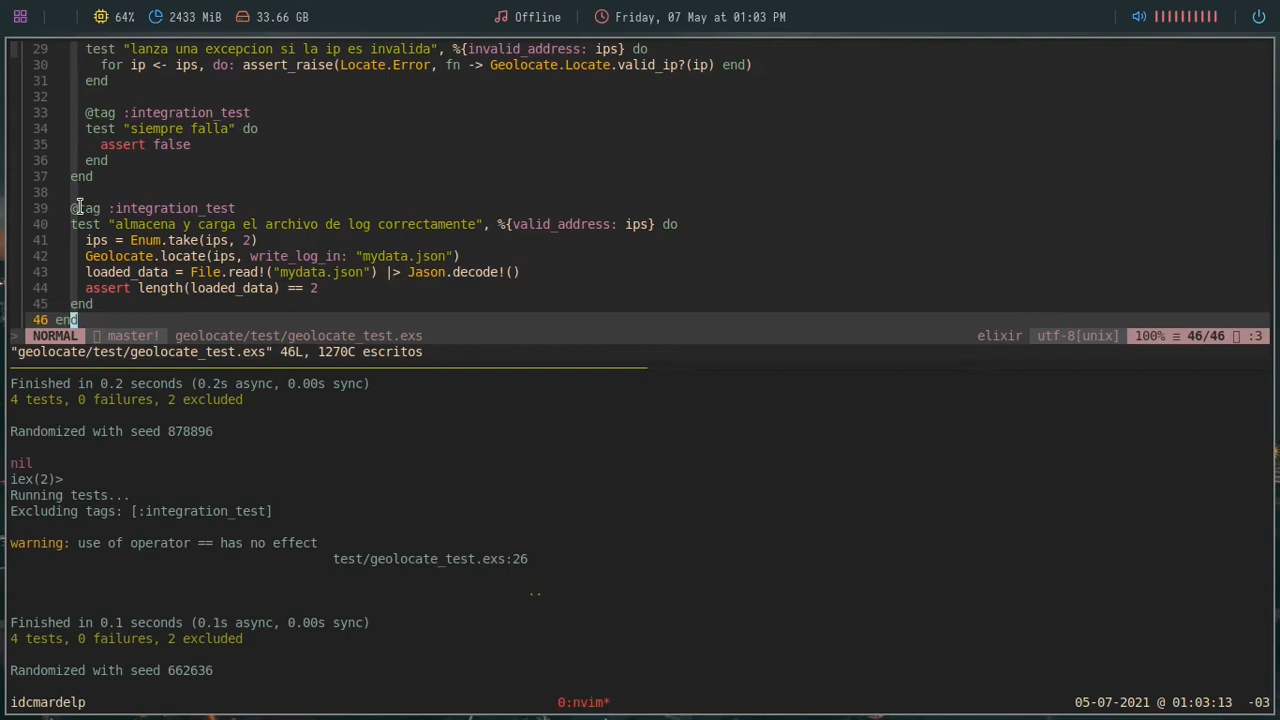 64% 2433 MiB 33.66 GB Offline Friday, 07 May at 01:03 PM
29 test "lanza una excepcion si la ip es invalida", %{invalid_address: ips} do
30 for ip <- ips, do: assert_raise(Locate.Error, fn -> Geolocate.Locate.valid_ip?(ip) end)
31 end
32
33 @tag :integration_test
34 test "siempre falla" do
35 assert false
36 end
37 end
38
39 @tag :integration_test
40 test "almacena y carga el archivo de log correctamente", %{valid_address: ips} do
41 ips = Enum.take(ips, 2)
42 Geolocate.locate(ips, write_log_in: "mydata.json")
43 loaded_data = File.read!("mydata.json") |> Jason.decode!()
44 assert length(loaded_data) == 2
45 end
46 end
> NORMAL master! geolocate/test/geolocate_test.exs elixir utf-8[unix] 100% ≡ 46/46 :3
"geolocate/test/geolocate_test.exs" 46L, 1270C escritos
Finished in 0.2 seconds (0.2s async, 0.00s sync)
4 tests, 0 failures, 2 excluded
Randomized with seed 878896
nil
iex(2)>
Running tests...
Excluding tags: [:integration_test]
warning: use of operator == has no effect
test/geolocate_test.exs:26
..
Finished in 0.1 seconds (0.1s async, 0.00s sync)
4 tests, 0 failures, 2 excluded
Randomized with seed 662636
idcmardelp 0:nvim* 05-07-2021 @ 01:03:13 -03